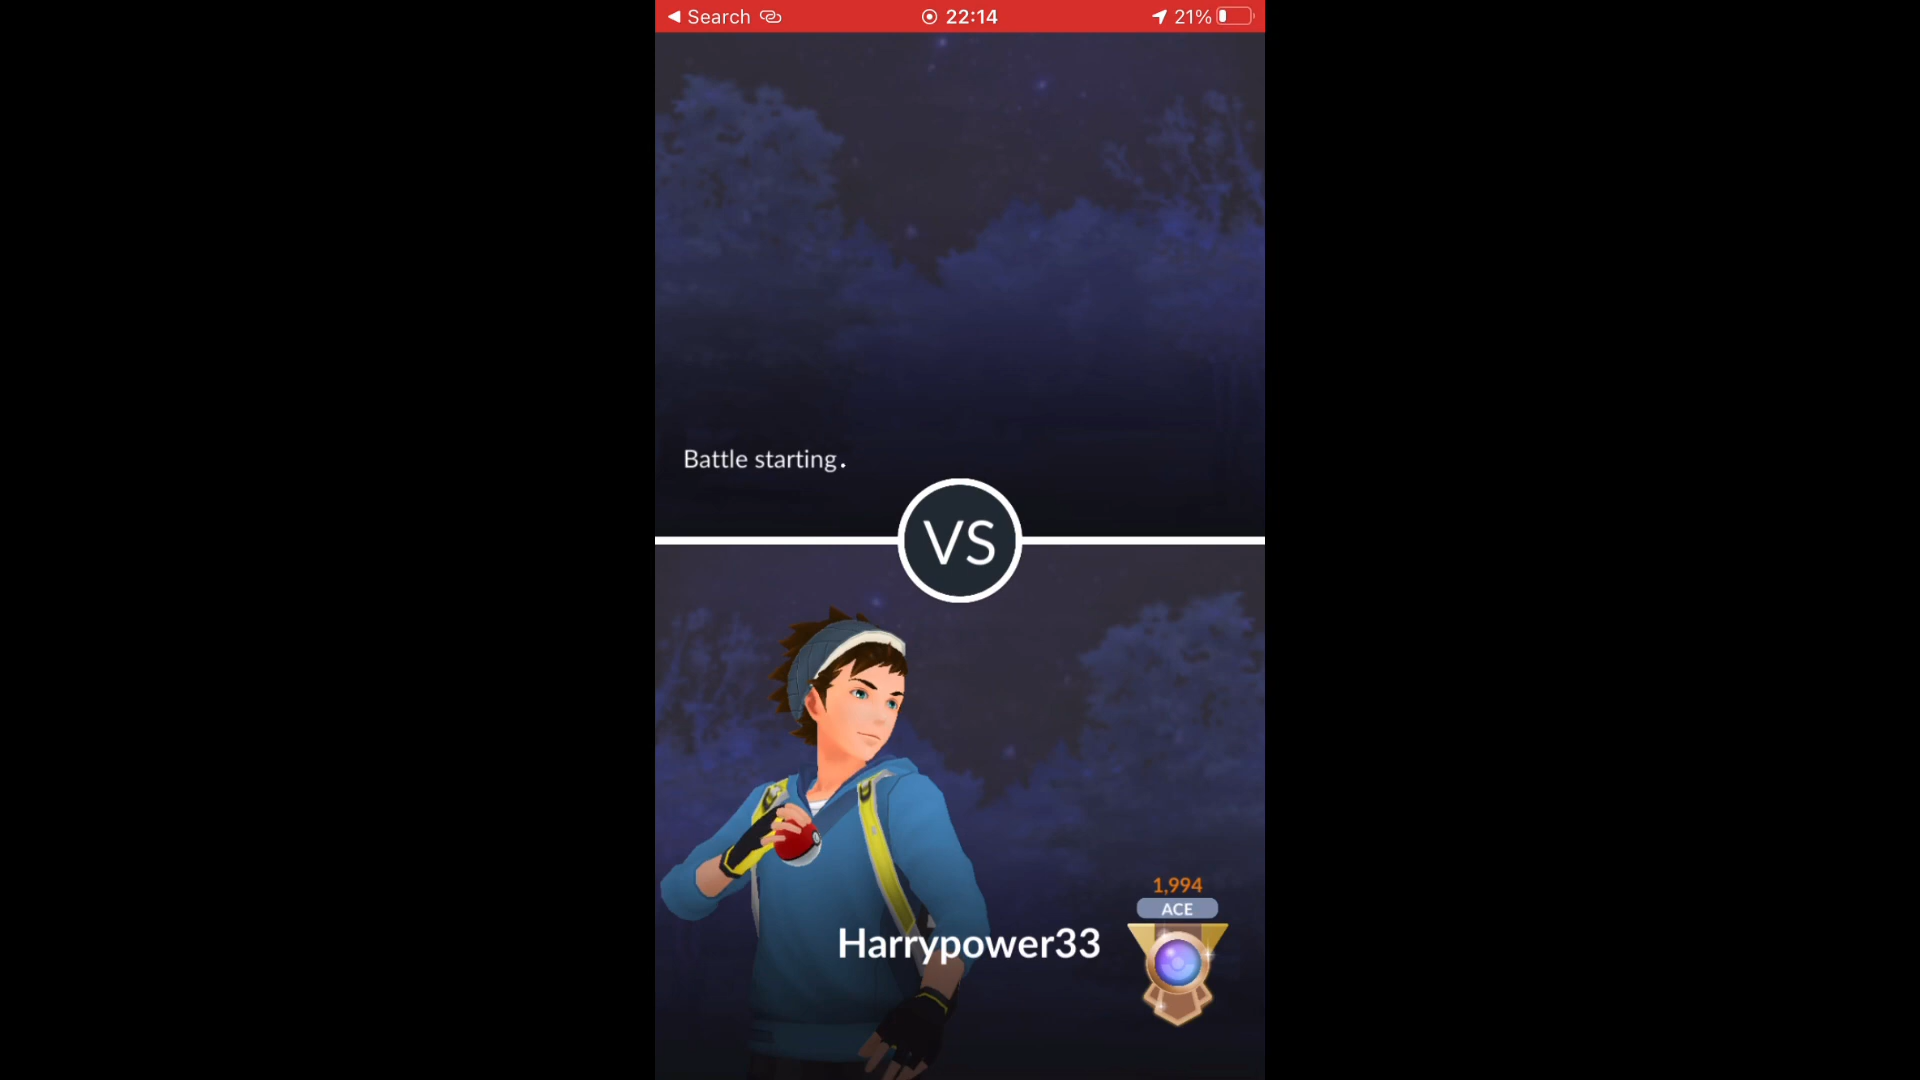 Search
22:14
21%
Battle starting.
VS
1,994
ACE
Harrypower33